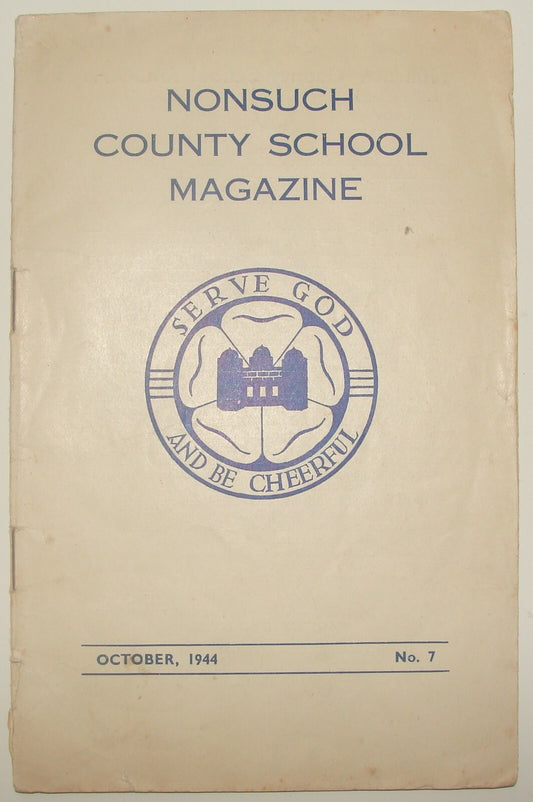 NONSUCH
COUNTY SCHOOL
MAGAZINE
SERVE GOD
AND BE CHEERFUL
OCTOBER, 1944 No. 7